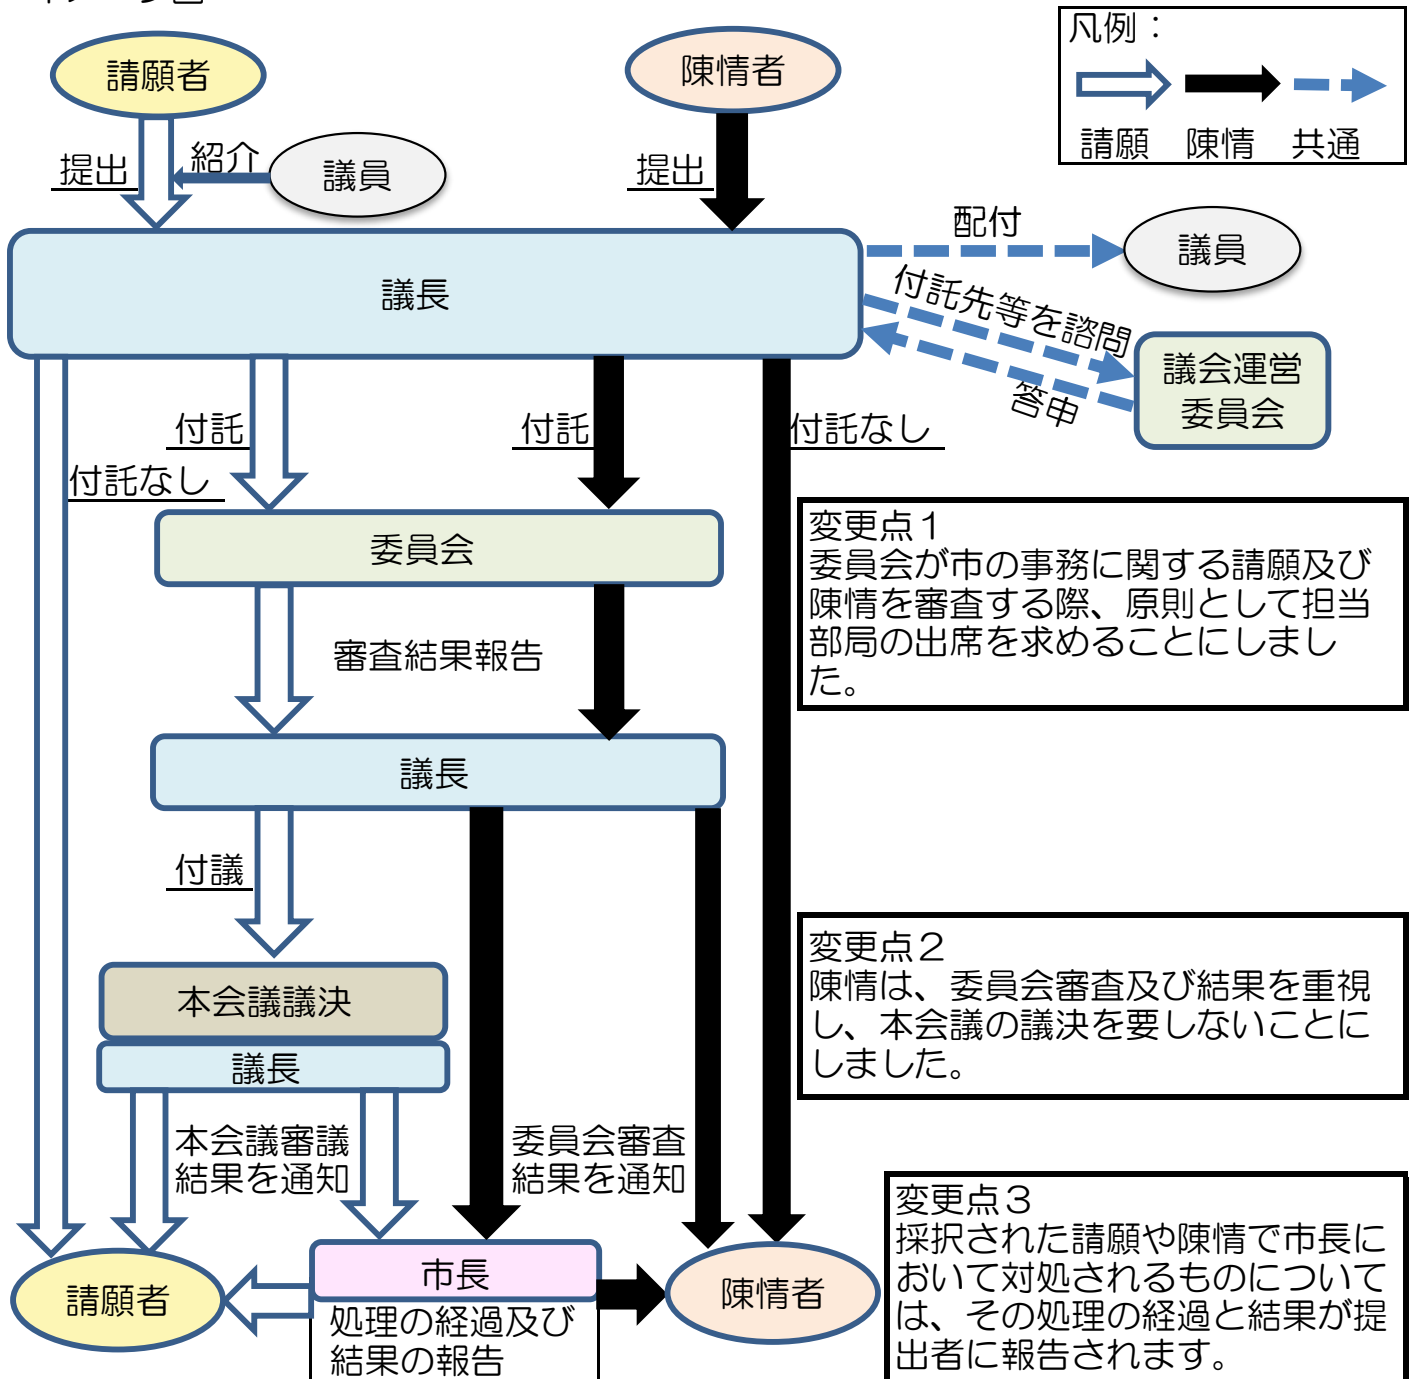 凡例：
請願 陳情 共通
請願者
陳情者
提出
紹介
議員
提出
議長
配付
議員
付託先等を諮問
答申
議会運営
委員会
付託なし
付託
付託
付託なし
委員会
審査結果報告
議長
付議
本会議議決
議長
本会議審議
結果を通知
委員会審査
結果を通知
請願者
市長
処理の経過及び
結果の報告
陳情者
変更点１
委員会が市の事務に関する請願及び
陳情を審査する際、原則として担当
部局の出席を求めることにしまし
た。
変更点２
陳情は、委員会審査及び結果を重視
し、本会議の議決を要しないことに
しました。
変更点３
採択された請願や陳情で市長に
おいて対処されるものについて
は、その処理の経過と結果が提
出者に報告されます。